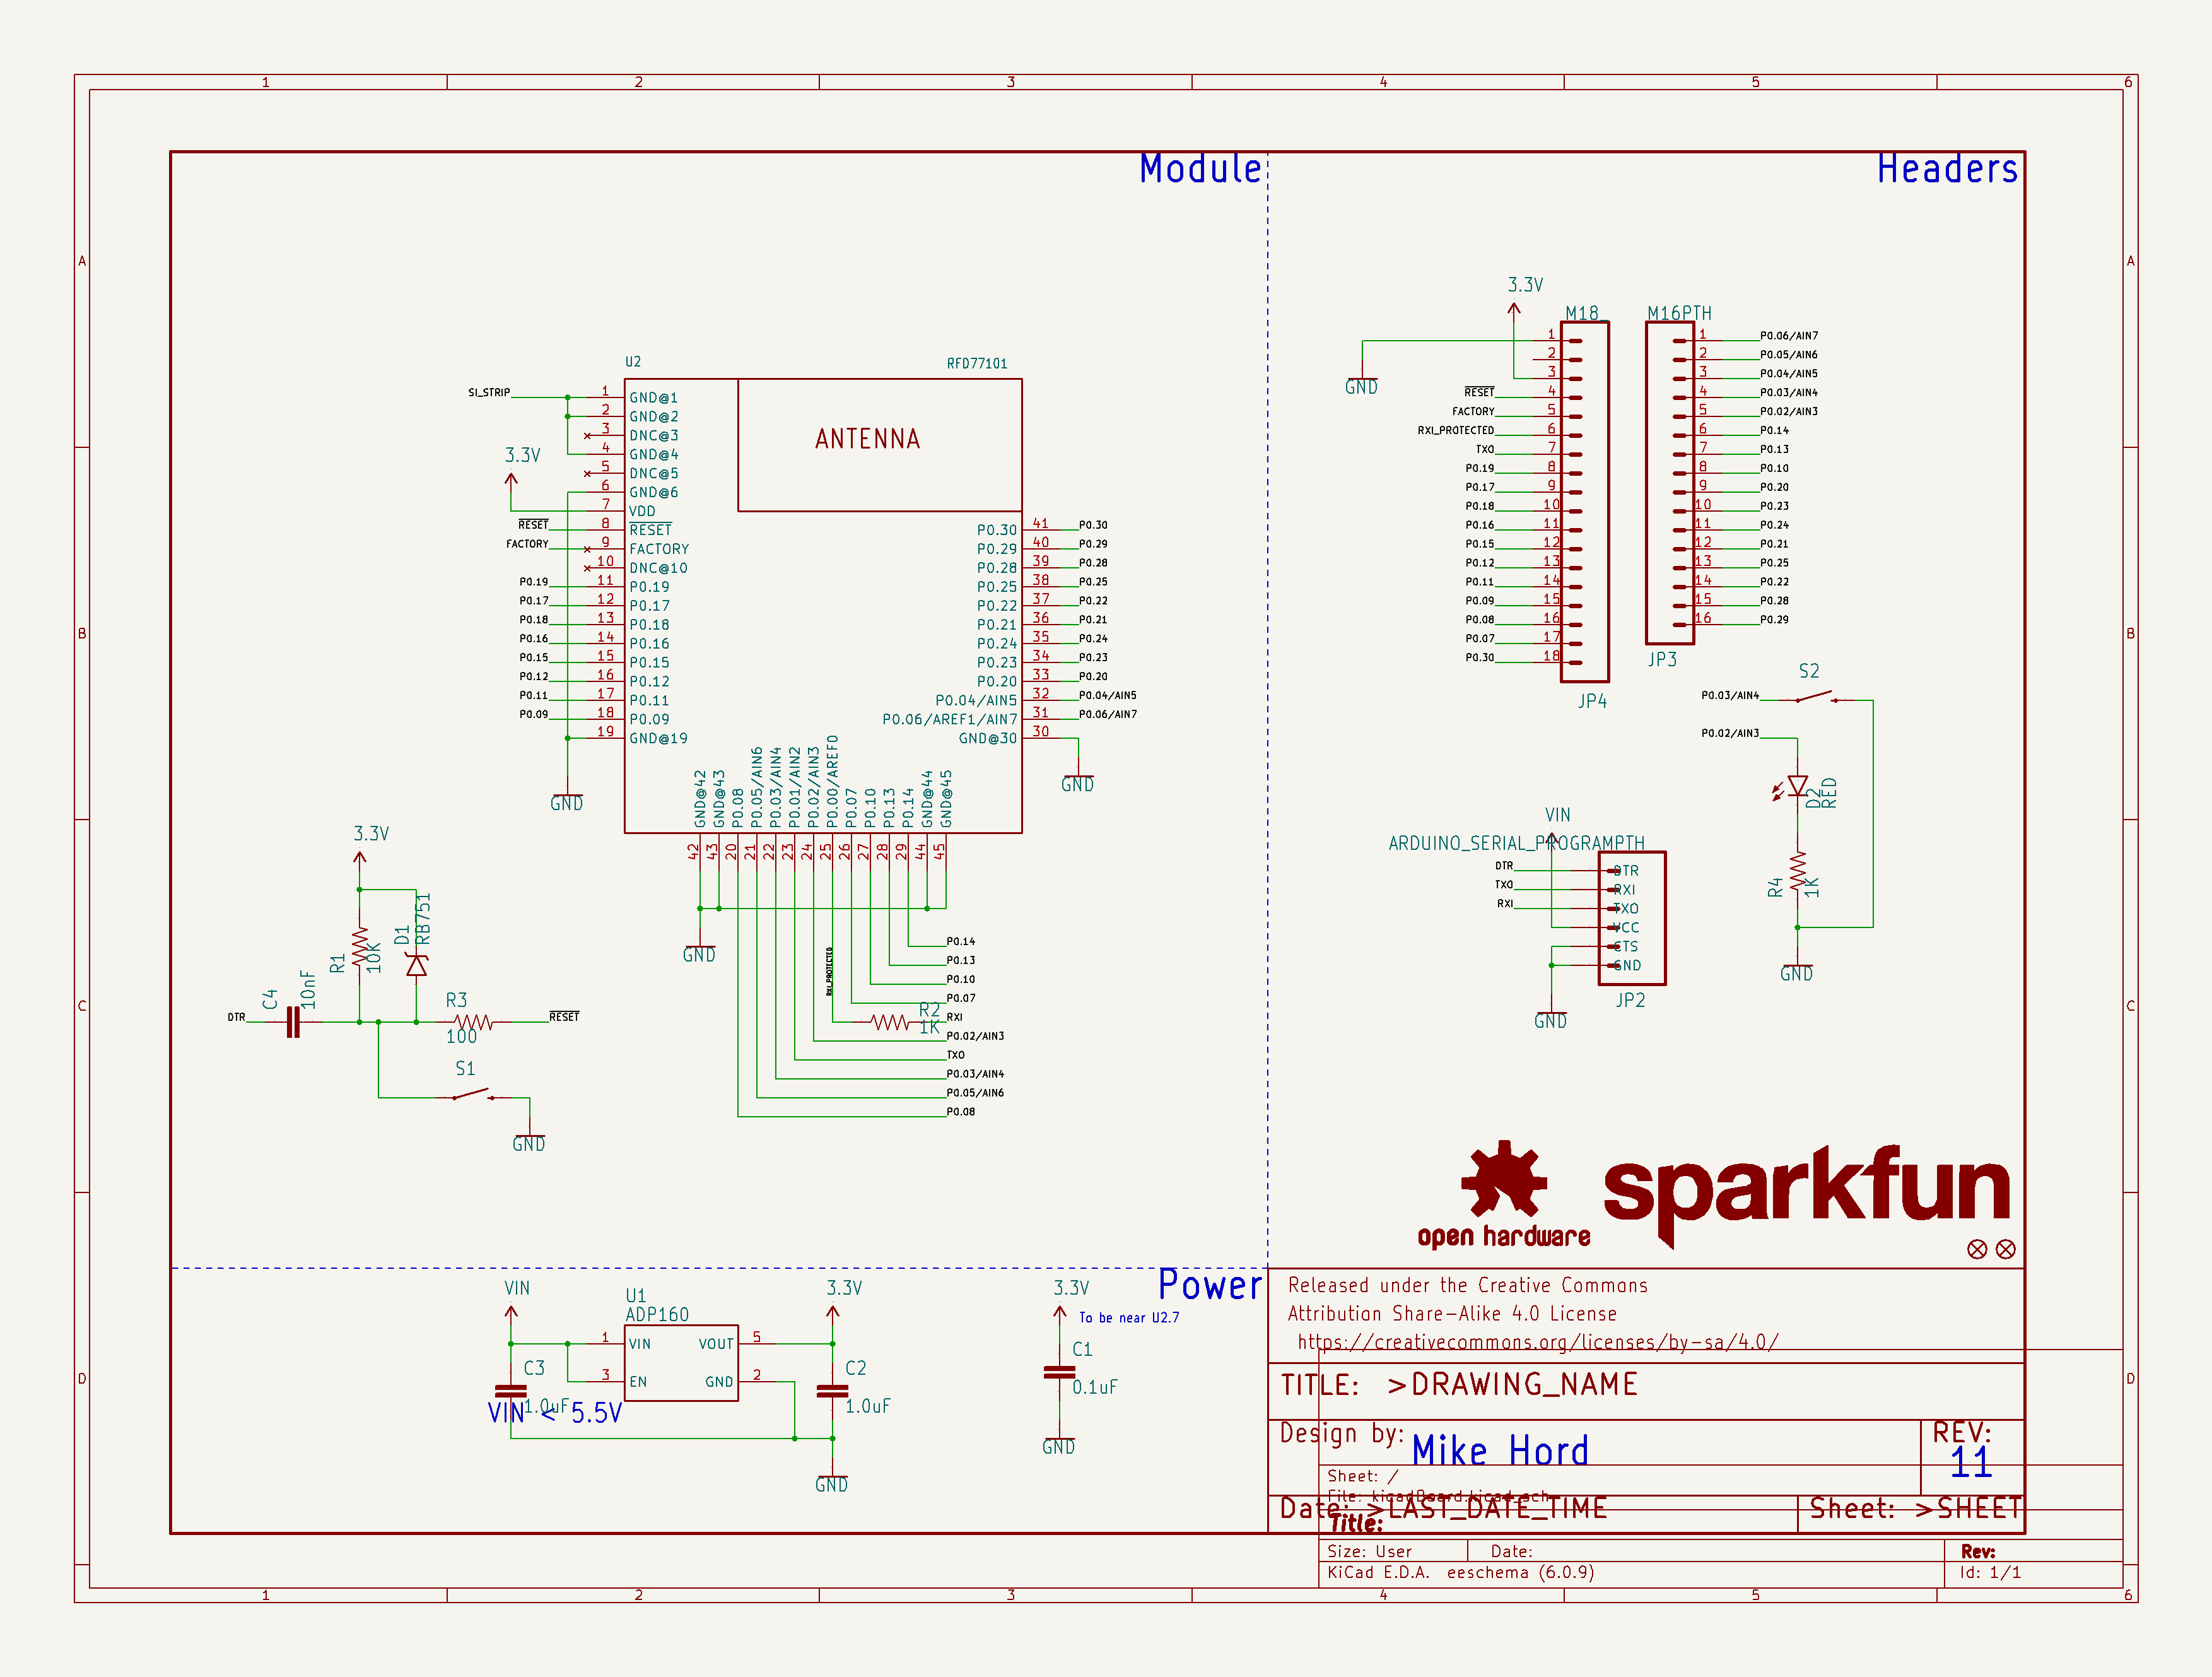 1 2 3 4 5 6
A
B
C
D
A
B
C
D
1 2 3 4 5 6
Module
Headers
U2
RFD77101
ANTENNA
SI_STRIP
1 GND@1
2 GND@2
3 DNC@3
4 GND@4
5 DNC@5
6 GND@6
3.3V
7 VDD
RESET 8 RESET
FACTORY 9 FACTORY
10 DNC@10
P0.19 11 P0.19
P0.17 12 P0.17
P0.18 13 P0.18
P0.16 14 P0.16
P0.15 15 P0.15
P0.12 16 P0.12
P0.11 17 P0.11
P0.09 18 P0.09
19 GND@19
GND
P0.30 41 P0.30
P0.29 40 P0.29
P0.28 39 P0.28
P0.25 38 P0.25
P0.22 37 P0.22
P0.21 36 P0.21
P0.24 35 P0.24
P0.23 34 P0.23
P0.20 33 P0.20
P0.04/AIN5 32 P0.04/AIN5
P0.06/AREF1/AIN7 31 P0.06/AIN7
GND@30 30
GND
GND@42 42
GND@43 43
P0.08 20
P0.05/AIN6 21
P0.03/AIN4 22
P0.01/AIN2 23
P0.02/AIN3 24
P0.00/AREF0 25
P0.07 26
P0.10 27
P0.13 28
P0.14 29
GND@44 44
GND@45 45
GND
RXI_PROTECTED
P0.14
P0.13
P0.10
P0.07
R2
1K
RXI
P0.02/AIN3
TXO
P0.03/AIN4
P0.05/AIN6
P0.08
3.3V
R1
10K
D1
RB751
C4
10nF
DTR
R3
100
RESET
S1
GND
3.3V
GND
M18_
1
2
3
RESET 4
FACTORY 5
RXI_PROTECTED 6
TXO 7
P0.19 8
P0.17 9
P0.18 10
P0.16 11
P0.15 12
P0.12 13
P0.11 14
P0.09 15
P0.08 16
P0.07 17
P0.30 18
JP4
M16PTH
1 P0.06/AIN7
2 P0.05/AIN6
3 P0.04/AIN5
4 P0.03/AIN4
5 P0.02/AIN3
6 P0.14
7 P0.13
8 P0.10
9 P0.20
10 P0.23
11 P0.24
12 P0.21
13 P0.25
14 P0.22
15 P0.28
16 P0.29
JP3
S2
P0.03/AIN4
P0.02/AIN3
D2
RED
R4
1K
GND
VIN
ARDUINO_SERIAL_PROGRAMPTH
DTR DTR
TXO RXI
RXI TXO
VCC
CTS
GND
JP2
GND
open hardware
sparkfun
Power
VIN
U1
ADP160
1 VIN
3 EN
VOUT 5
GND 2
C3
1.0uF
VIN < 5.5V
3.3V
C2
1.0uF
GND
3.3V
To be near U2.7
C1
0.1uF
GND
Released under the Creative Commons
Attribution Share-Alike 4.0 License
https://creativecommons.org/licenses/by-sa/4.0/
TITLE: >DRAWING_NAME
Design by: Mike Hord
REV:
11
Sheet: /
File: kicadBoard.kicad_sch
Date: >LAST_DATE_TIME
Sheet: >SHEET
Title:
Size: User Date: Rev:
KiCad E.D.A. eeschema (6.0.9) Id: 1/1